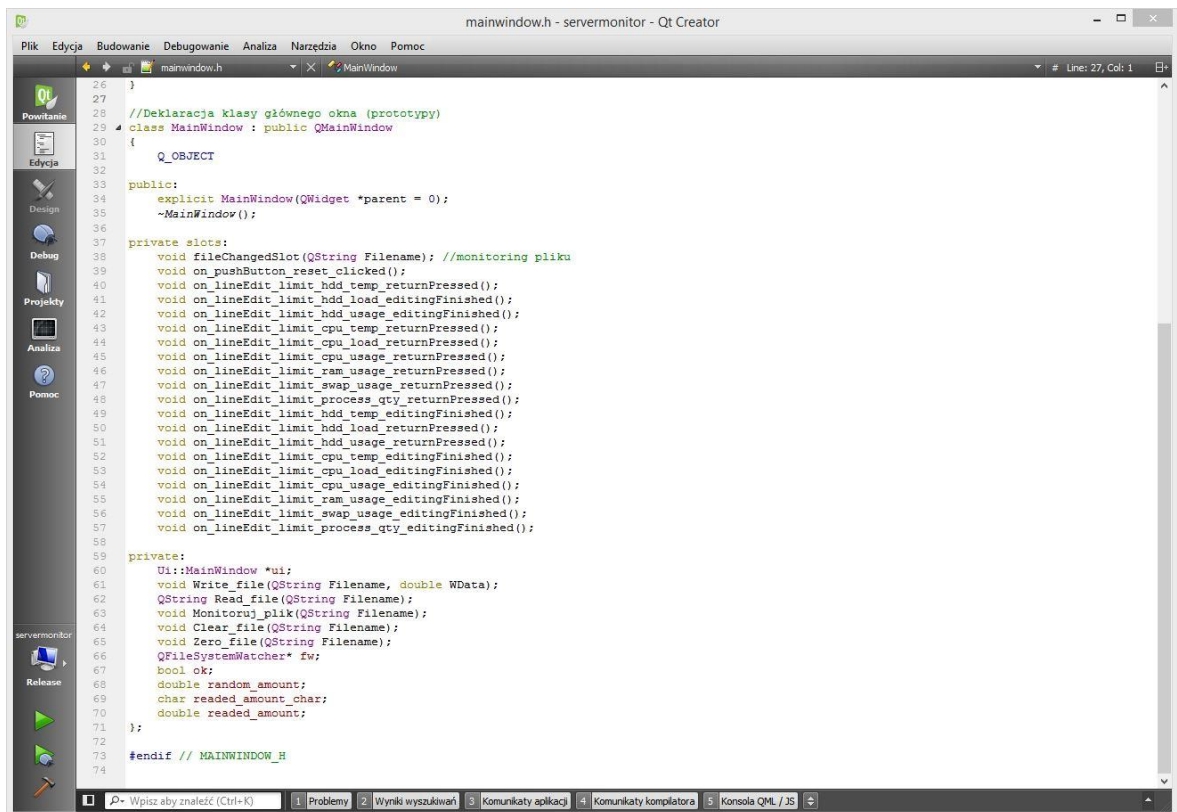 mainwindow.h - servermonitor - Qt Creator
Plik Edycja Budowanie Debugowanie Analiza Narzędzia Okno Pomoc
mainwindow.h MainWindow # Line: 27, Col: 1
Qt
Powitanie
Edycja
Design
Debug
Projekty
Analiza
Pomoc
26 }
27
28 //Deklaracja klasy głównego okna (prototypy)
29 class MainWindow : public QMainWindow
30 {
31 Q_OBJECT
32
33 public:
34 explicit MainWindow(QWidget *parent = 0);
35 ~MainWindow();
36
37 private slots:
38 void fileChangedSlot(QString Filename); //monitoring pliku
39 void on_pushButton_reset_clicked();
40 void on_lineEdit_limit_hdd_temp_returnPressed();
41 void on_lineEdit_limit_hdd_load_editingFinished();
42 void on_lineEdit_limit_hdd_usage_editingFinished();
43 void on_lineEdit_limit_cpu_temp_returnPressed();
44 void on_lineEdit_limit_cpu_load_returnPressed();
45 void on_lineEdit_limit_cpu_usage_returnPressed();
46 void on_lineEdit_limit_ram_usage_returnPressed();
47 void on_lineEdit_limit_swap_usage_returnPressed();
48 void on_lineEdit_limit_process_qty_returnPressed();
49 void on_lineEdit_limit_hdd_temp_editingFinished();
50 void on_lineEdit_limit_hdd_load_returnPressed();
51 void on_lineEdit_limit_hdd_usage_returnPressed();
52 void on_lineEdit_limit_cpu_temp_editingFinished();
53 void on_lineEdit_limit_cpu_load_editingFinished();
54 void on_lineEdit_limit_cpu_usage_editingFinished();
55 void on_lineEdit_limit_ram_usage_editingFinished();
56 void on_lineEdit_limit_swap_usage_editingFinished();
57 void on_lineEdit_limit_process_qty_editingFinished();
58
59 private:
60 Ui::MainWindow *ui;
61 void Write_file(QString Filename, double WData);
62 QString Read_file(QString Filename);
63 void Monitoruj_plik(QString Filename);
64 void Clear_file(QString Filename);
65 void Zero_file(QString Filename);
66 QFileSystemWatcher* fw;
67 bool ok;
68 double random_amount;
69 char readed_amount_char;
70 double readed_amount;
71 };
72
73 #endif // MAINWINDOW_H
74
servermonitor
Release
Wpisz aby znaleźć (Ctrl+K) 1 Problemy 2 Wyniki wyszukiwań 3 Komunikaty aplikacji 4 Komunikaty kompilatora 5 Konsola QML / JS